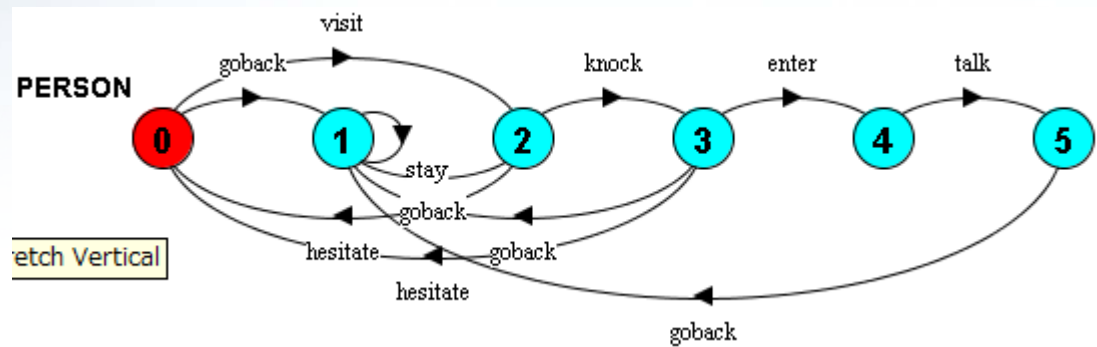 visit
goback
knock
enter
talk
PERSON
0
1
2
3
4
5
stay
goback
hesitate
goback
etch Vertical
hesitate
goback